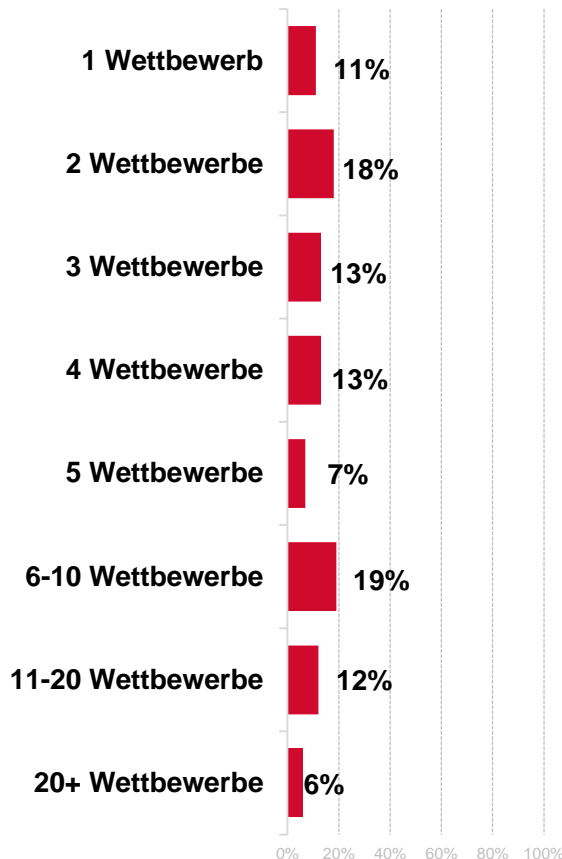 1 Wettbewerb 11%
2 Wettbewerbe 18%
3 Wettbewerbe 13%
4 Wettbewerbe 13%
5 Wettbewerbe 7%
6-10 Wettbewerbe 19%
11-20 Wettbewerbe 12%
20+ Wettbewerbe 6%
0% 20% 40% 60% 80% 100%